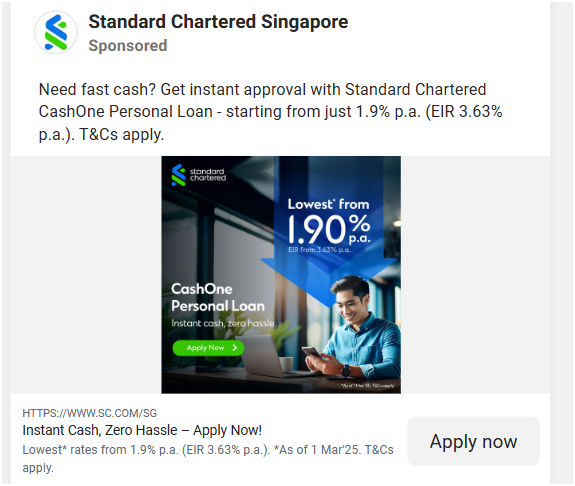 Standard Chartered Singapore
Sponsored
Need fast cash? Get instant approval with Standard Chartered
CashOne Personal Loan - starting from just 1.9% p.a. (EIR 3.63%
p.a.). T&Cs apply.
standard
chartered
Lowest* from
1.90%
p.a.
EIR from 3.63% p.a.
CashOne
Personal Loan
Instant cash, zero hassle.
Apply Now
*As of 1 Mar'25. T&Cs apply.
HTTPS://WWW.SC.COM/SG
Instant Cash, Zero Hassle – Apply Now!
Lowest* rates from 1.9% p.a. (EIR 3.63% p.a.). *As of 1 Mar'25. T&Cs
apply.
Apply now